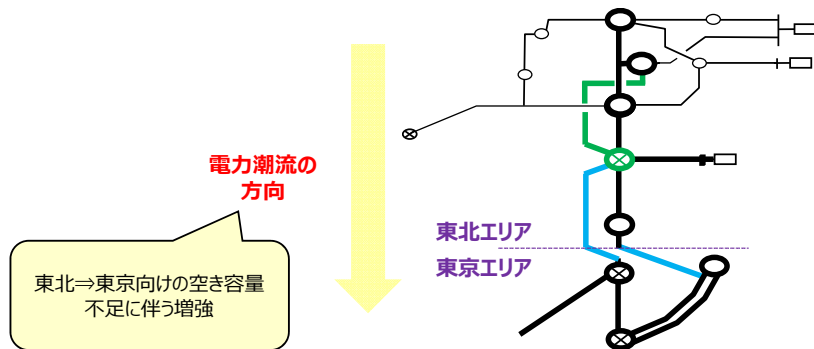 電力潮流の
方向
東北エリア
東京エリア
東北⇒東京向けの空き容量
不足に伴う増強